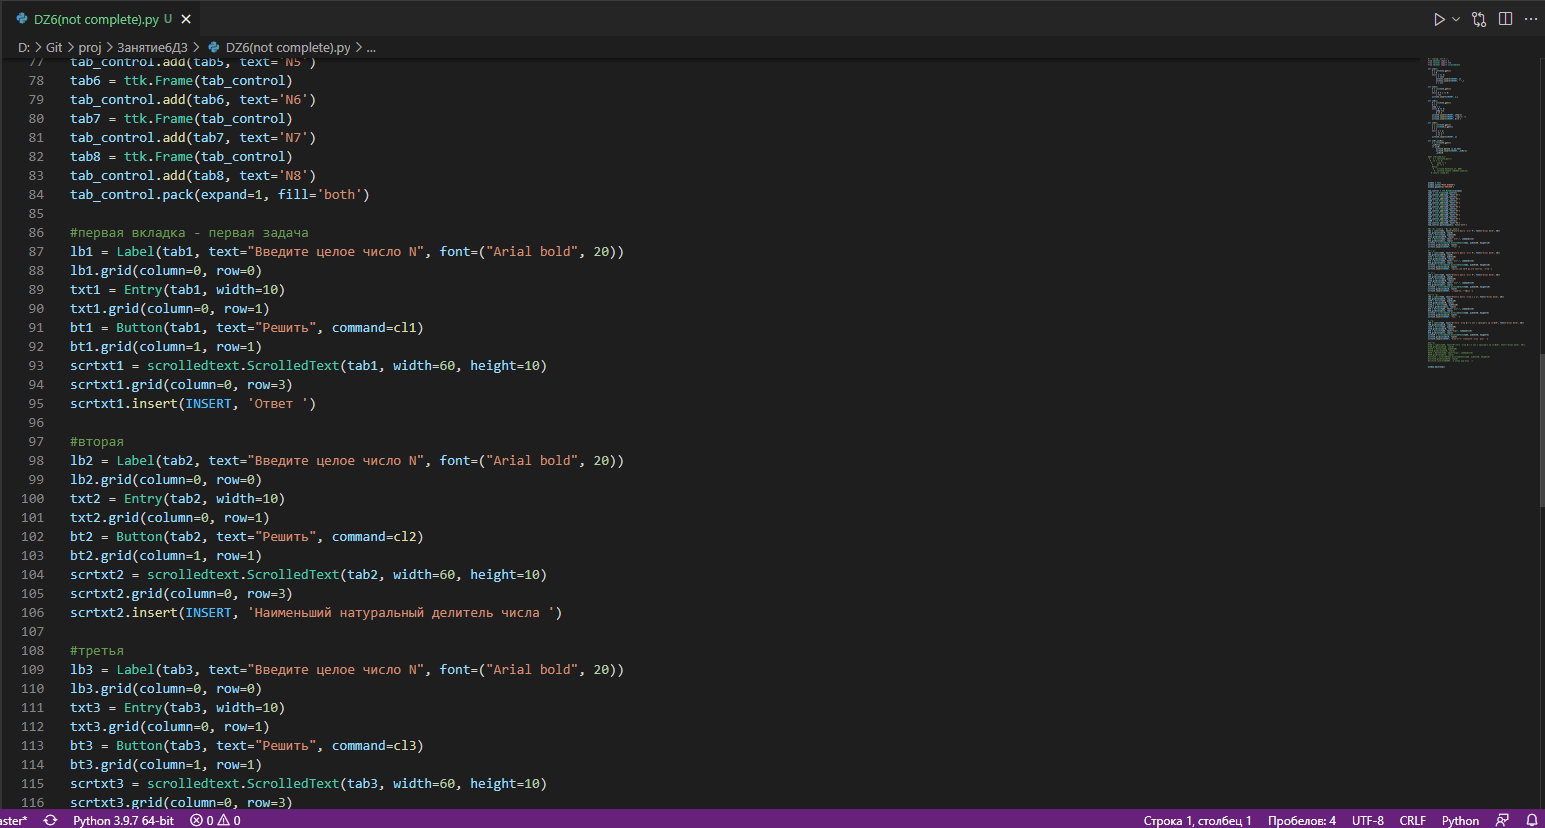 DZ6(not complete).py U
D: > Git > proj > Занятие6ДЗ > DZ6(not complete).py > ...
77 tab_control.add(tab5, text='N5')
78 tab6 = ttk.Frame(tab_control)
79 tab_control.add(tab6, text='N6')
80 tab7 = ttk.Frame(tab_control)
81 tab_control.add(tab7, text='N7')
82 tab8 = ttk.Frame(tab_control)
83 tab_control.add(tab8, text='N8')
84 tab_control.pack(expand=1, fill='both')
85
86 #первая вкладка - первая задача
87 lb1 = Label(tab1, text="Введите целое число N", font=("Arial bold", 20))
88 lb1.grid(column=0, row=0)
89 txt1 = Entry(tab1, width=10)
90 txt1.grid(column=0, row=1)
91 bt1 = Button(tab1, text="Решить", command=cl1)
92 bt1.grid(column=1, row=1)
93 scrtxt1 = scrolledtext.ScrolledText(tab1, width=60, height=10)
94 scrtxt1.grid(column=0, row=3)
95 scrtxt1.insert(INSERT, 'Ответ ')
96
97 #вторая
98 lb2 = Label(tab2, text="Введите целое число N", font=("Arial bold", 20))
99 lb2.grid(column=0, row=0)
100 txt2 = Entry(tab2, width=10)
101 txt2.grid(column=0, row=1)
102 bt2 = Button(tab2, text="Решить", command=cl2)
103 bt2.grid(column=1, row=1)
104 scrtxt2 = scrolledtext.ScrolledText(tab2, width=60, height=10)
105 scrtxt2.grid(column=0, row=3)
106 scrtxt2.insert(INSERT, 'Наименьший натуральный делитель числа ')
107
108 #третья
109 lb3 = Label(tab3, text="Введите целое число N", font=("Arial bold", 20))
110 lb3.grid(column=0, row=0)
111 txt3 = Entry(tab3, width=10)
112 txt3.grid(column=0, row=1)
113 bt3 = Button(tab3, text="Решить", command=cl3)
114 bt3.grid(column=1, row=1)
115 scrtxt3 = scrolledtext.ScrolledText(tab3, width=60, height=10)
116 scrtxt3.grid(column=0, row=3)
aster* Python 3.9.7 64-bit 0 0 Строка 1, столбец 1 Пробелов: 4 UTF-8 CRLF Python